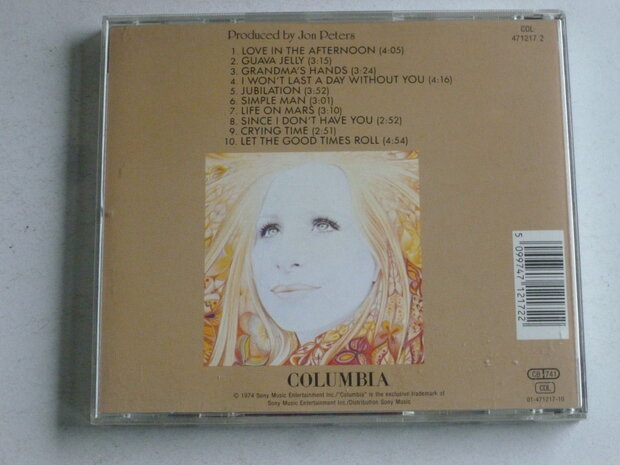 Produced by Jon Peters
COL
471217 2
1. LOVE IN THE AFTERNOON (4:05)
2. GUAVA JELLY (3:15)
3. GRANDMA'S HANDS (3:24)
4. I WON'T LAST A DAY WITHOUT YOU (4:16)
5. JUBILATION (3:52)
6. SIMPLE MAN (3:01)
7. LIFE ON MARS (3:10)
8. SINCE I DON'T HAVE YOU (2:52)
9. CRYING TIME (2:51)
10. LET THE GOOD TIMES ROLL (4:54)
5 099747 121722
COLUMBIA
© 1974 Sony Music Entertainment Inc./"Columbia" is the exclusive trademark of
Sony Music Entertainment Inc./Distribution Sony Music
CB 741
COL
01-471217-10